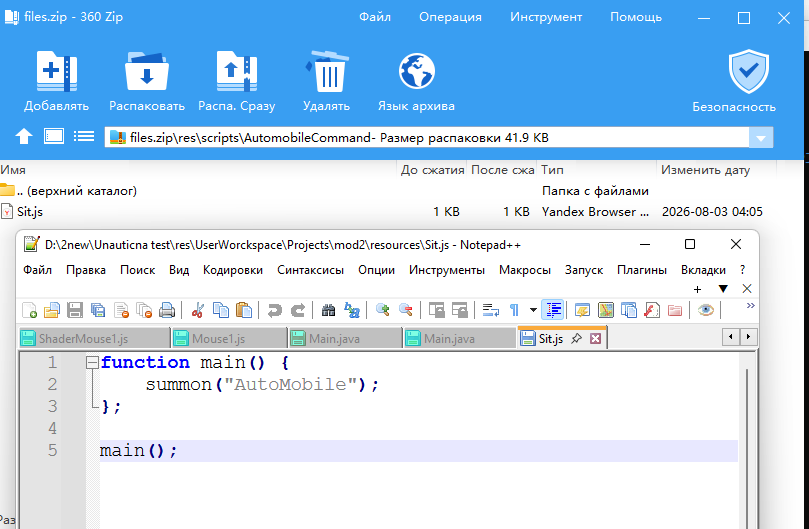 files.zip - 360 Zip
Файл Операция Инструмент Помощь
Добавлять Распаковать Распа. Сразу Удалять Язык архива Безопасность
files.zip\res\scripts\AutomobileCommand- Размер распаковки 41.9 KB
Имя До сжатия После сжа Тип Изменить дату
.. (верхний каталог) Папка с файлами
Sit.js 1 KB 1 KB Yandex Browser ... 2026-08-03 04:05
D:\2new\Unauticna test\res\UserWorckspace\Projects\mod2\resources\Sit.js - Notepad++
Файл Правка Поиск Вид Кодировки Синтаксисы Опции Инструменты Макросы Запуск Плагины Вкладки ?
ShaderMouse1.js Mouse1.js Main.java Main.java Sit.js
1 function main() {
2 summon("AutoMobile");
3 };
4
5 main();
Раз